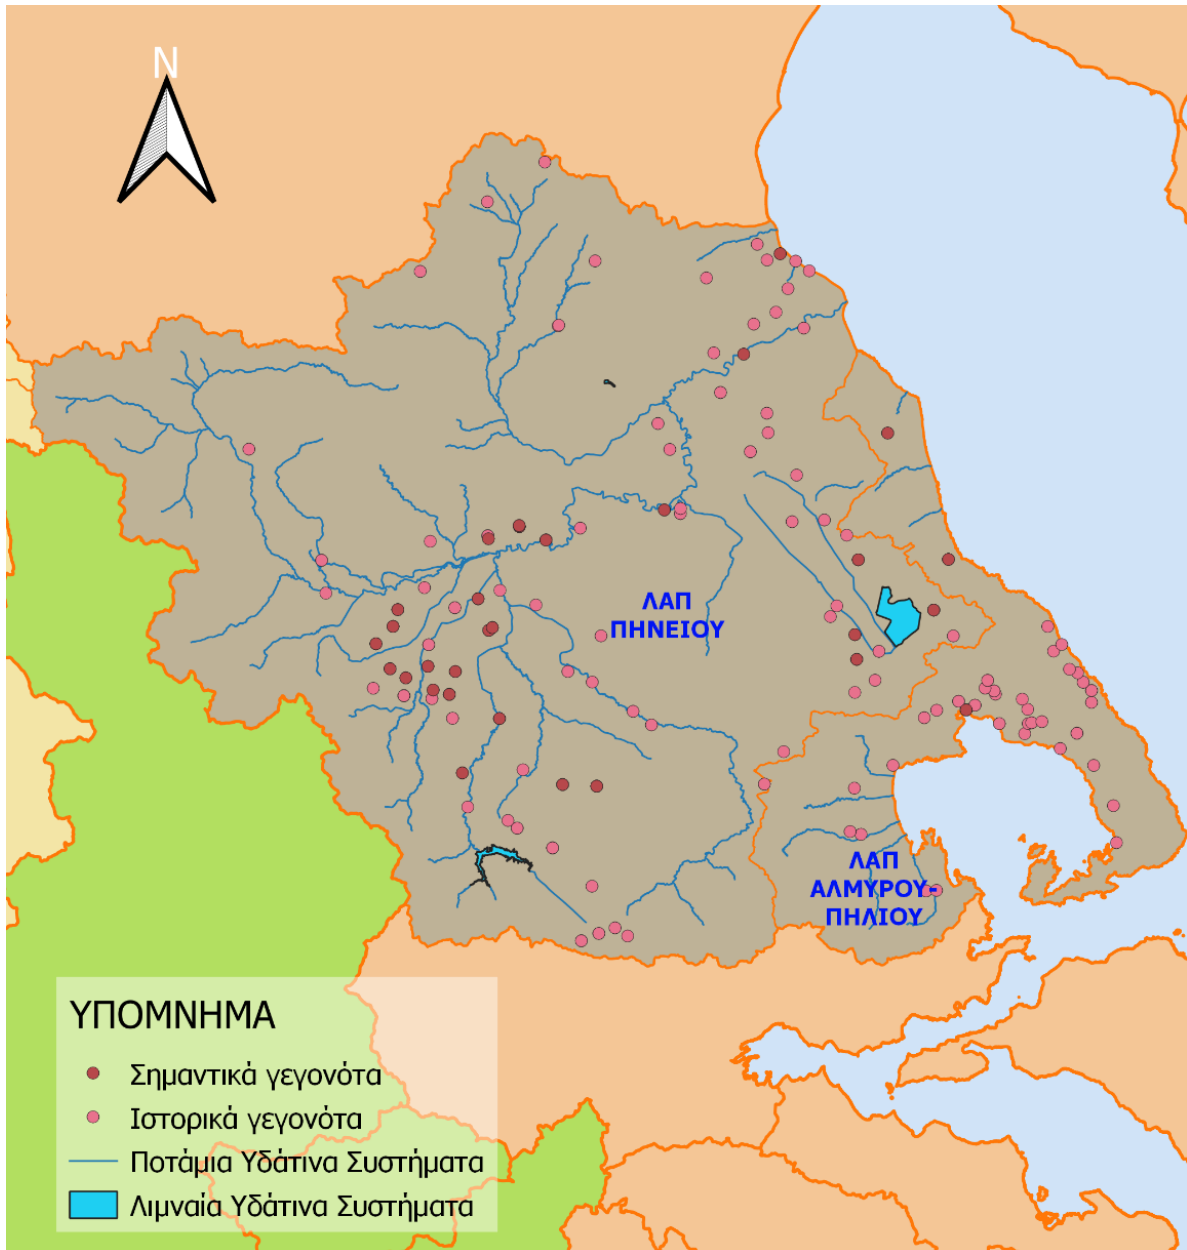 N
ΛΑΠ
ΠΗΝΕΙΟΥ
ΛΑΠ
ΑΛΜΥΡΟΥ-
ΠΗΛΙΟΥ
ΥΠΟΜΝΗΜΑ
Σημαντικά γεγονότα
Ιστορικά γεγονότα
Ποτάμια Υδάτινα Συστήματα
Λιμναία Υδάτινα Συστήματα